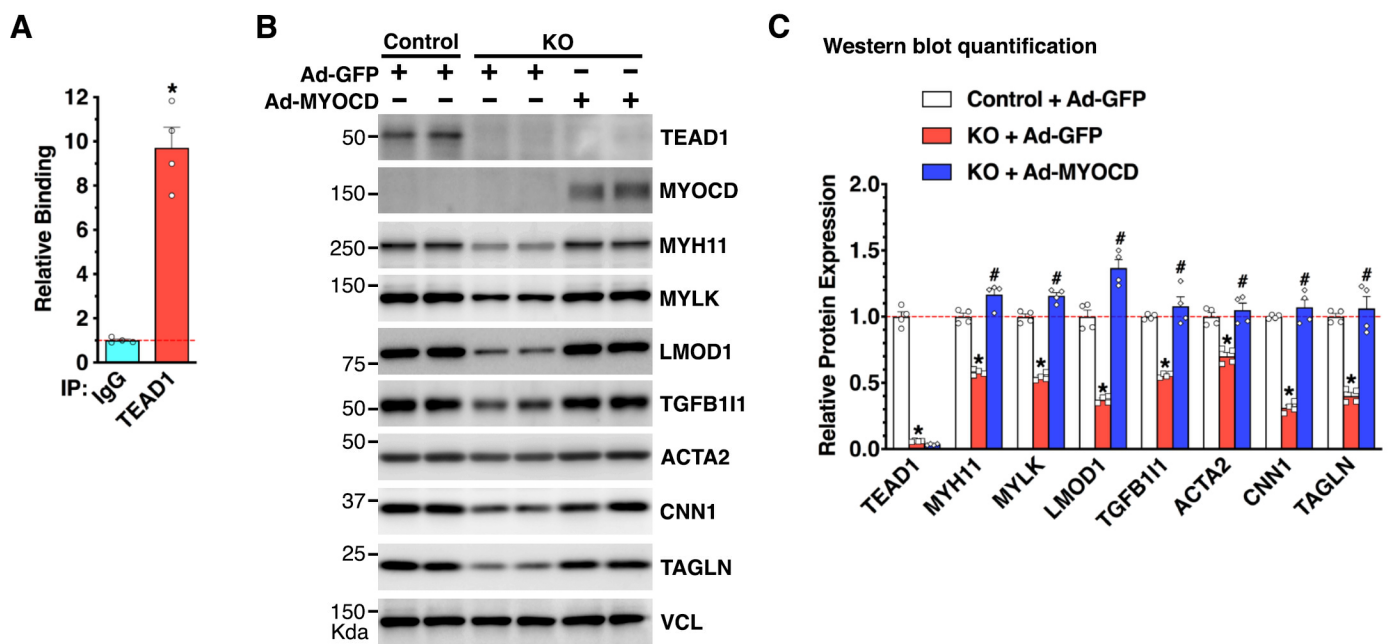 A
Relative Binding
12
10
8
6
4
2
0
*
IP:
IgG
TEAD1
B
Control KO
Ad-GFP + + + + − −
Ad-MYOCD − − − − + +
50 TEAD1
150 MYOCD
250 MYH11
150 MYLK
75 LMOD1
50 TGFB1I1
50 ACTA2
37 CNN1
25 TAGLN
150 VCL
Kda
C
Western blot quantification
Control + Ad-GFP
KO + Ad-GFP
KO + Ad-MYOCD
Relative Protein Expression
2.0
1.5
1.0
0.5
0.0
# # # # # # #
* * * * * * * *
TEAD1
MYH11
MYLK
LMOD1
TGFB1I1
ACTA2
CNN1
TAGLN